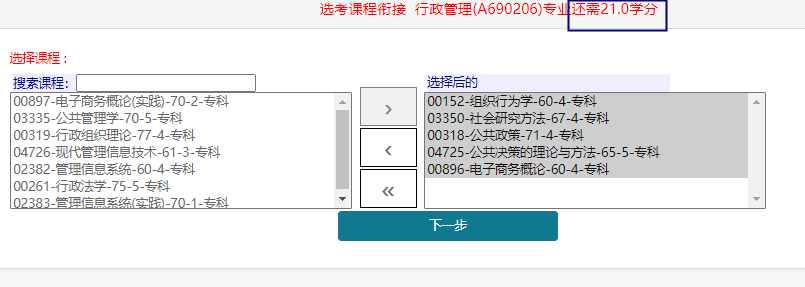 选考课程衔接 行政管理(A690206)专业还需21.0学分
选择课程：
搜索课程:
00897-电子商务概论(实践)-70-2-专科
03335-公共管理学-70-5-专科
00319-行政组织理论-77-4-专科
04726-现代管理信息技术-61-3-专科
02382-管理信息系统-60-4-专科
00261-行政法学-75-5-专科
02383-管理信息系统(实践)-70-1-专科
›
‹
«
选择后的
00152-组织行为学-60-4-专科
03350-社会研究方法-67-4-专科
00318-公共政策-71-4-专科
04725-公共决策的理论与方法-65-5-专科
00896-电子商务概论-60-4-专科
下一步